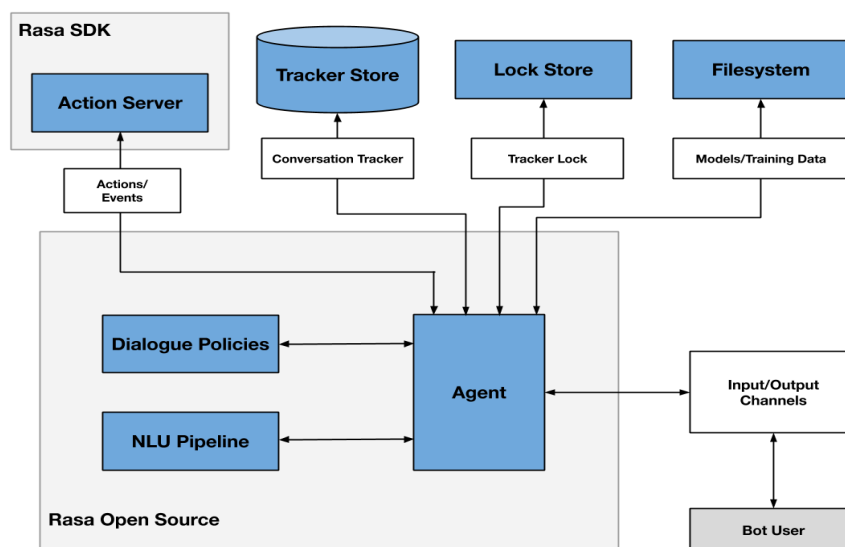 Rasa SDK
Action Server
Tracker Store
Lock Store
Filesystem
Actions/
Events
Conversation Tracker
Tracker Lock
Models/Training Data
Dialogue Policies
NLU Pipeline
Agent
Input/Output
Channels
Rasa Open Source
Bot User